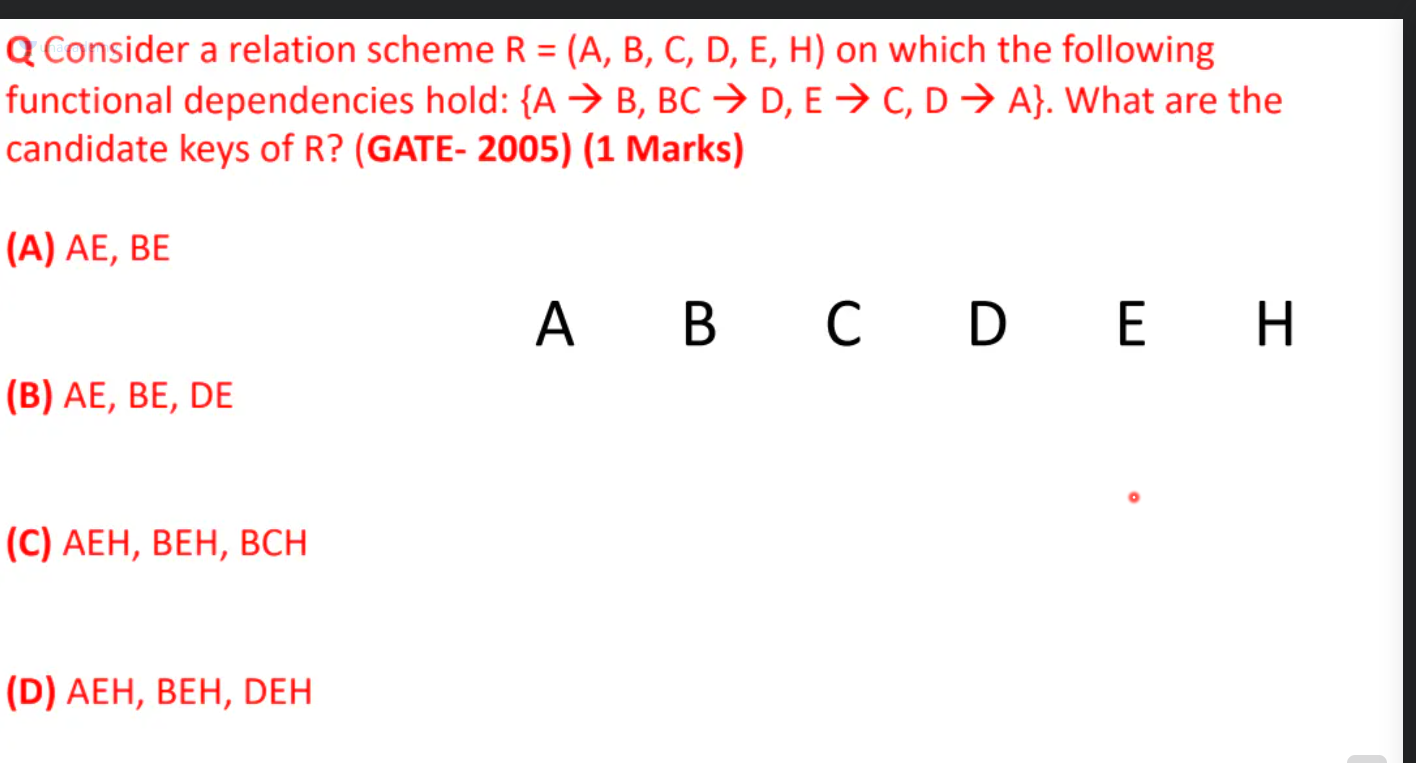 Q Consider a relation scheme R = (A, B, C, D, E, H) on which the following
functional dependencies hold: {A → B, BC → D, E → C, D → A}. What are the
candidate keys of R? (GATE- 2005) (1 Marks)
(A) AE, BE
A B C D E H
(B) AE, BE, DE
(C) AEH, BEH, BCH
(D) AEH, BEH, DEH